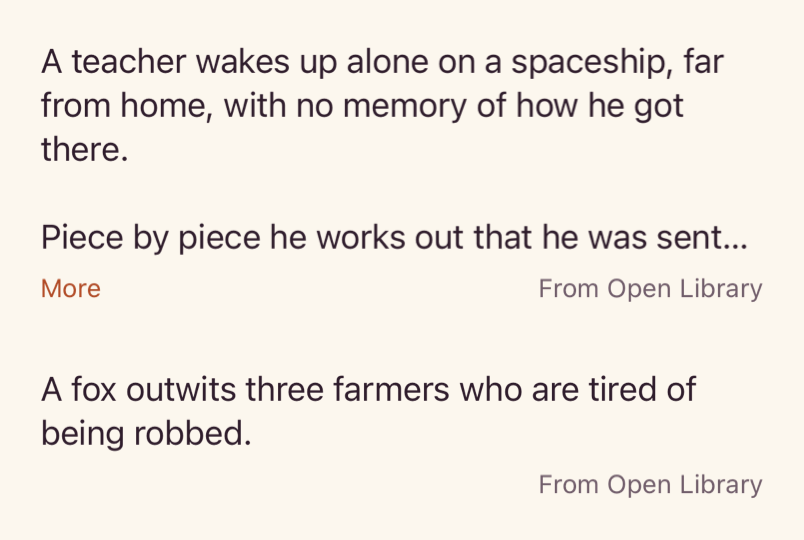 A teacher wakes up alone on a spaceship, far
from home, with no memory of how he got
there.
Piece by piece he works out that he was sent...
More
From Open Library
A fox outwits three farmers who are tired of
being robbed.
From Open Library